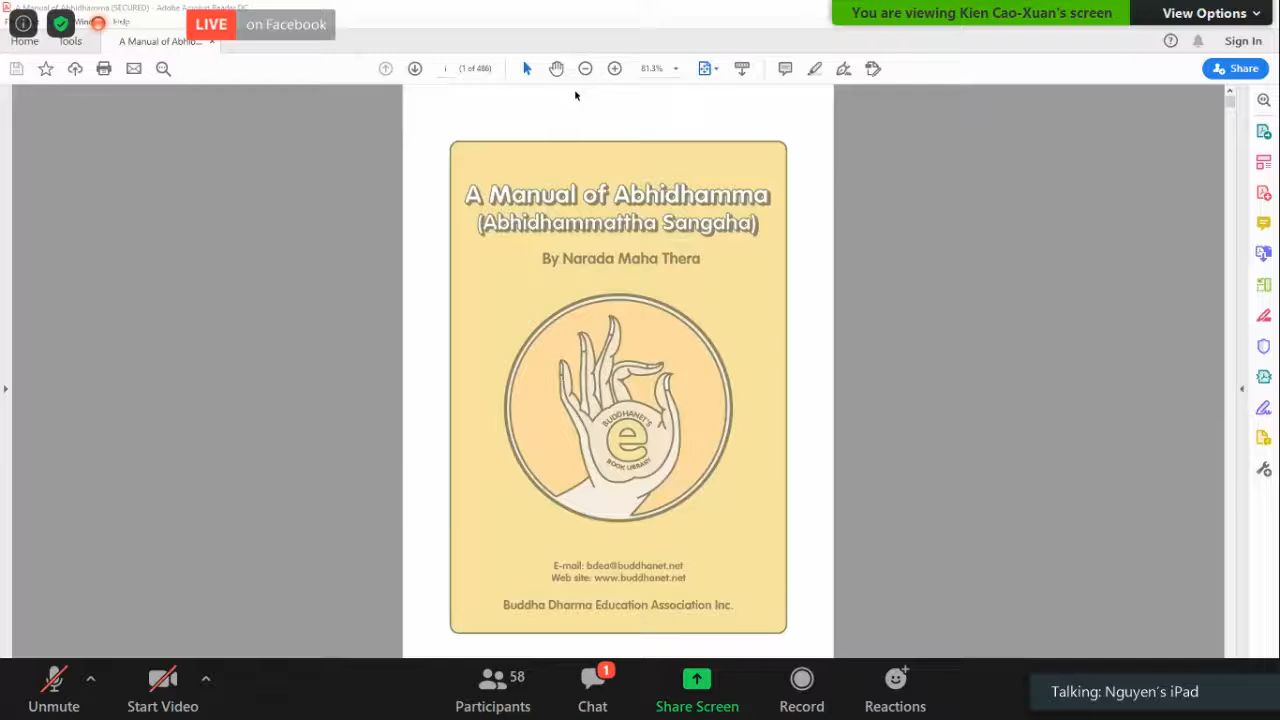 A Manual of Abhidhamma (SECURED) - Adobe Acrobat Reader DC
Help
LIVE on Facebook
You are viewing Kien Cao-Xuan's screen
View Options
Home
Tools
A Manual of Abhid...
Sign In
i
(1 of 486)
81.3%
Share
A Manual of Abhidhamma
(Abhidhammattha Sangaha)
By Narada Maha Thera
BUDDHANET'S
e
BOOK LIBRARY
E-mail: bdea@buddhanet.net
Web site: www.buddhanet.net
Buddha Dharma Education Association Inc.
58
1
Unmute
Start Video
Participants
Chat
Share Screen
Record
Reactions
Talking: Nguyen's iPad